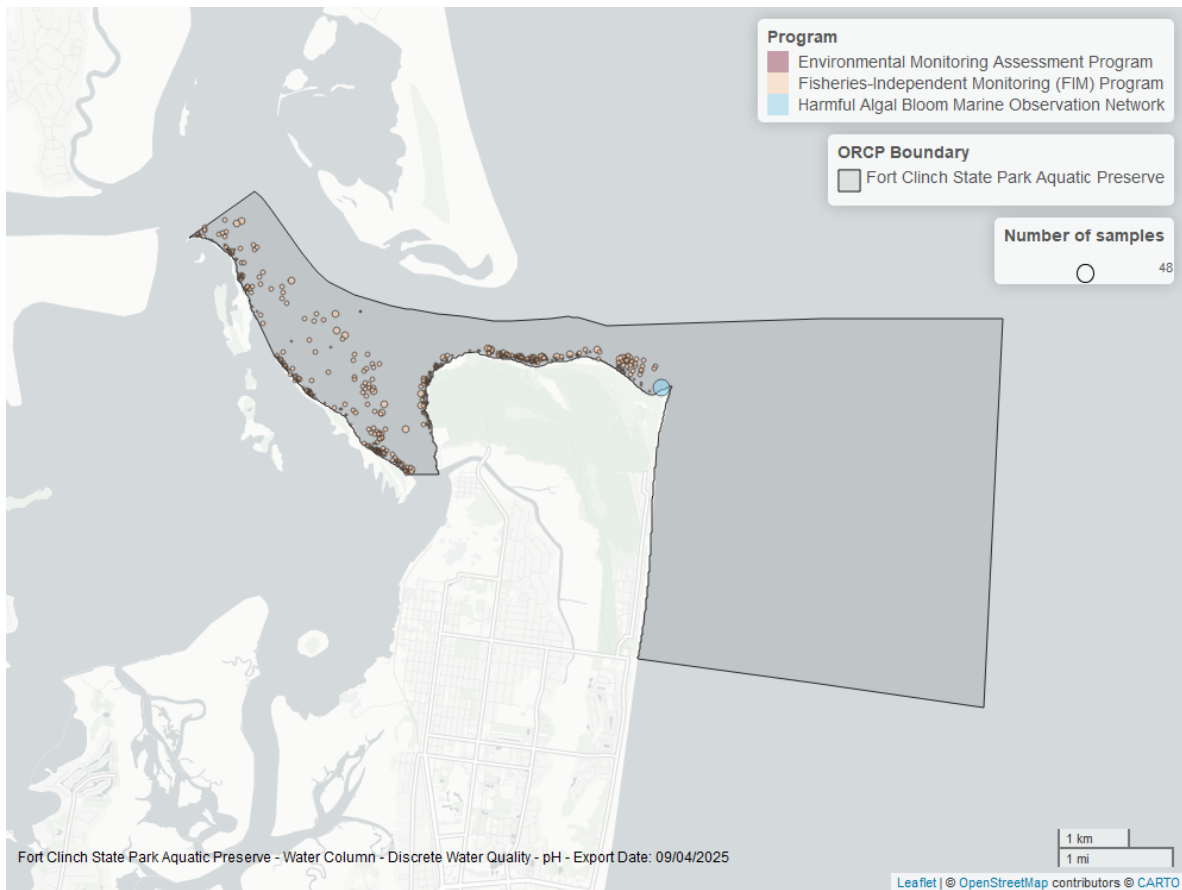 Program
Environmental Monitoring Assessment Program
Fisheries-Independent Monitoring (FIM) Program
Harmful Algal Bloom Marine Observation Network
ORCP Boundary
Fort Clinch State Park Aquatic Preserve
Number of samples
48
1 km
1 mi
Fort Clinch State Park Aquatic Preserve - Water Column - Discrete Water Quality - pH - Export Date: 09/04/2025
Leaflet | © OpenStreetMap contributors © CARTO